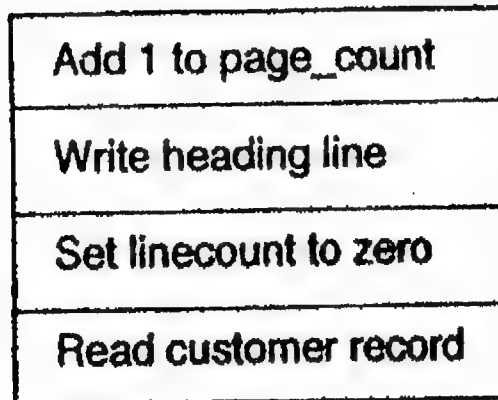 Add 1 to page_count
Write heading line
Set linecount to zero
Read customer record